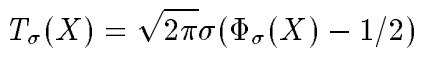 T_σ(X) = √2π σ(Φ_σ(X) − 1/2)